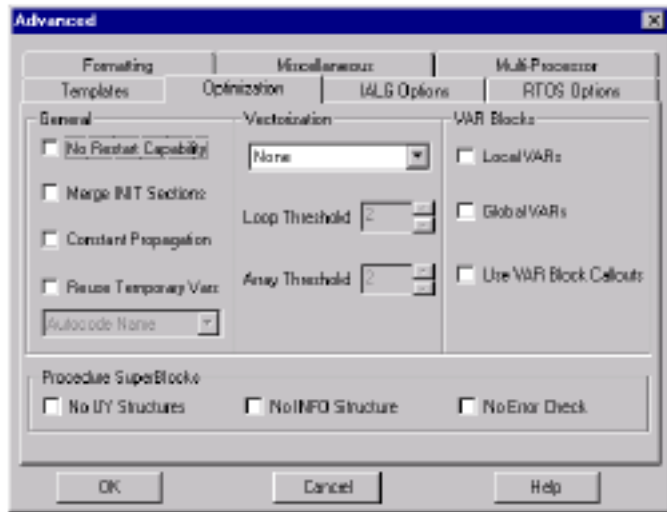 Advanced
Formatting Miscellaneous Multi-Processor
Templates Optimization IALG Options RTOS Options
General Vectorization VAR Blocks
No Restart Capability None Local VARs
Merge INIT Sections Loop Threshold 2 Global VARs
Constant Propagation
Reuse Temporary Vars Array Threshold 2 Use VAR Block Callouts
Autocode Name
Procedure SuperBlocks
No UY Structures No INFO Structure No Error Check
OK Cancel Help